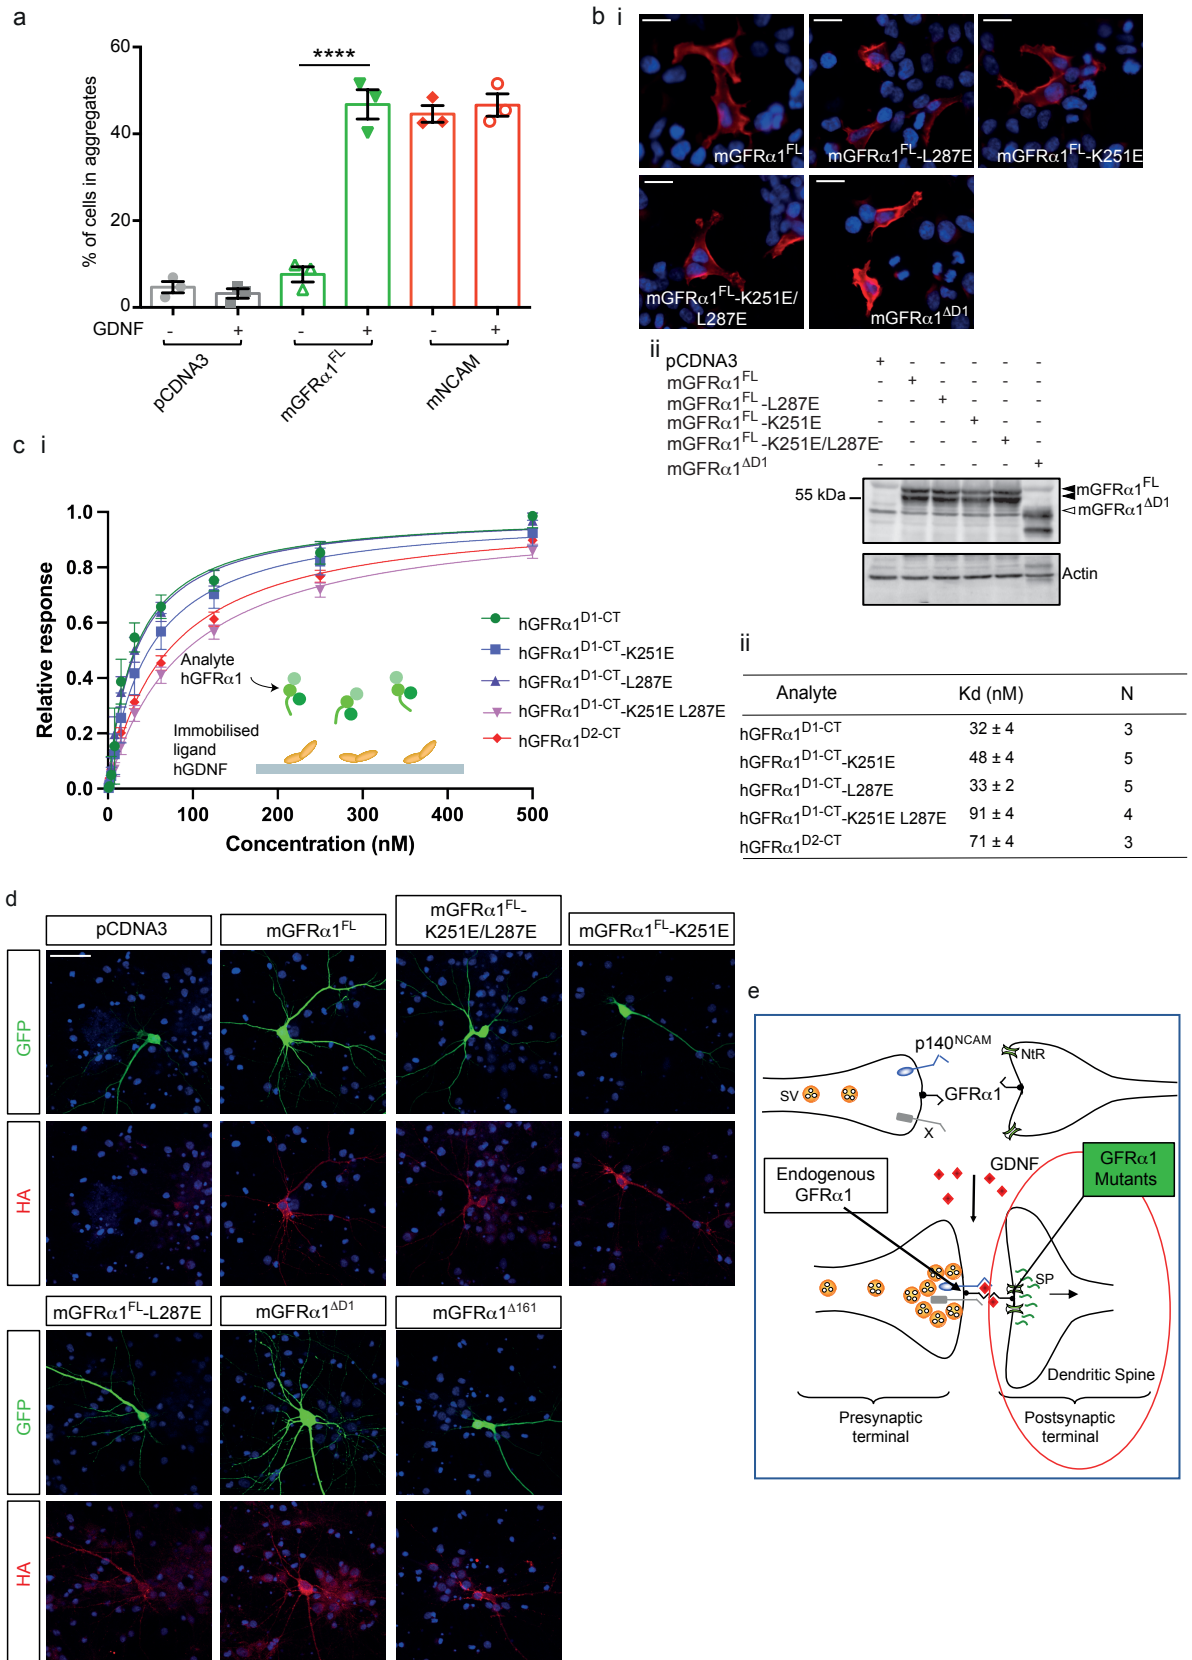 a
60
****
40
20
0
% of cells in aggregates
GDNF
- + - + - +
pCDNA3
mGFRα1FL
mNCAM
b i
mGFRα1FL
mGFRα1FL-L287E
mGFRα1FL-K251E
mGFRα1FL-K251E/
L287E
mGFRα1ΔD1
ii
pCDNA3 + - - - - -
mGFRα1FL - + - - - -
mGFRα1FL-L287E - - + - - -
mGFRα1FL-K251E - - - + - -
mGFRα1FL-K251E/L287E - - - - + -
mGFRα1ΔD1 - - - - - +
55 kDa
mGFRα1FL
mGFRα1ΔD1
Actin
c i
1.0
0.8
0.6
0.4
0.2
0.0
Relative response
0 100 200 300 400 500
Concentration (nM)
Analyte
hGFRα1
Immobilised
ligand
hGDNF
hGFRα1D1-CT
hGFRα1D1-CT-K251E
hGFRα1D1-CT-L287E
hGFRα1D1-CT-K251E L287E
hGFRα1D2-CT
ii
Analyte Kd (nM) N
hGFRα1D1-CT 32 ± 4 3
hGFRα1D1-CT-K251E 48 ± 4 5
hGFRα1D1-CT-L287E 33 ± 2 5
hGFRα1D1-CT-K251E L287E 91 ± 4 4
hGFRα1D2-CT 71 ± 4 3
d
pCDNA3
mGFRα1FL
mGFRα1FL-
K251E/L287E
mGFRα1FL-K251E
GFP
HA
mGFRα1FL-L287E
mGFRα1ΔD1
mGFRα1Δ161
GFP
HA
e
p140NCAM
NtR
SV
GFRα1
X
GDNF
Endogenous
GFRα1
GFRα1
Mutants
SP
Dendritic Spine
Presynaptic
terminal
Postsynaptic
terminal